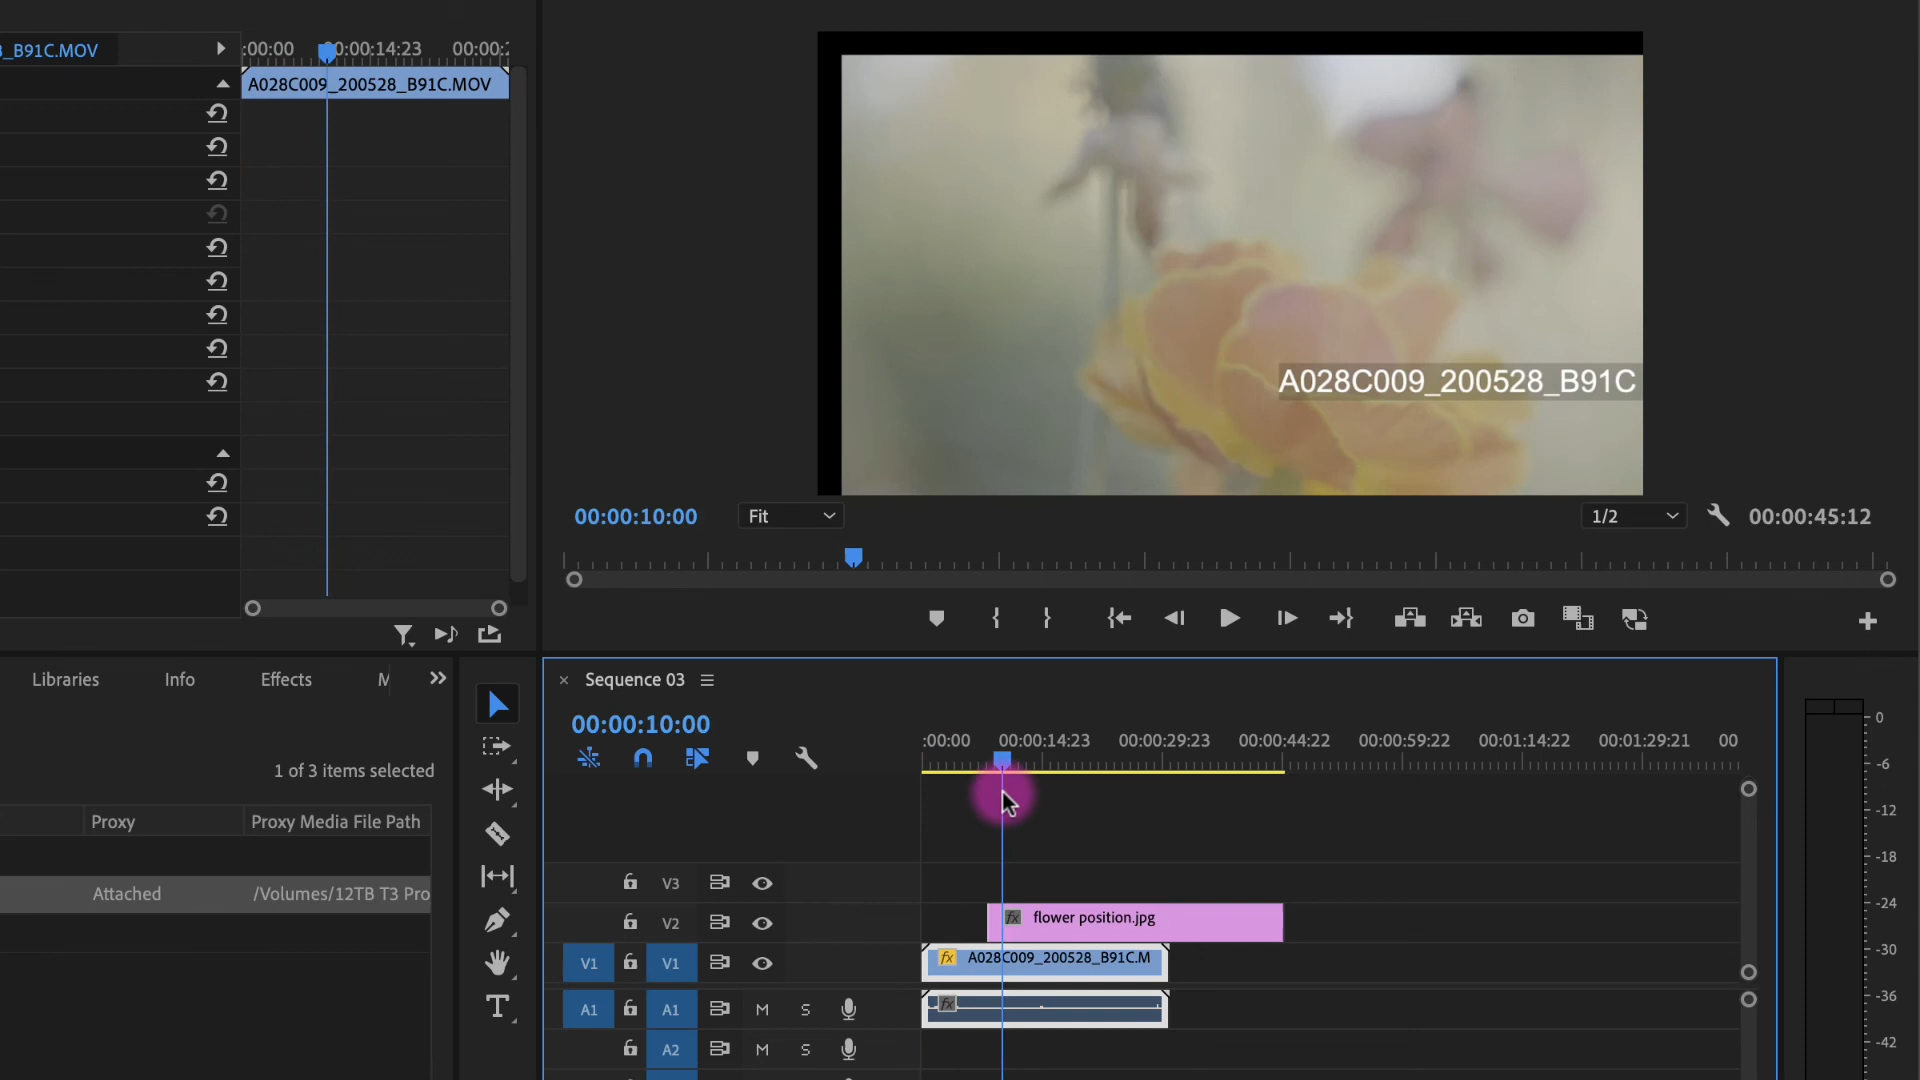 _B91C.MOV
:00:00
00:00:14:23
A028C009_200528_B91C.MOV
A028C009_200528_B91C
00:00:10:00
Fit
1/2
00:00:45:12
Libraries
Info
Effects
Sequence 03
00:00:10:00
:00:00
00:00:14:23
00:00:29:23
00:00:44:22
00:00:59:22
00:01:14:22
00:01:29:21
00
1 of 3 items selected
Proxy
Proxy Media File Path
Attached
/Volumes/12TB T3 Pro
V3
V2
fx
flower position.jpg
V1
V1
fx
A028C009_200528_B91C.M
A1
A1
M
S
fx
A2
M
S
0
-6
-12
-18
-24
-30
-36
-42